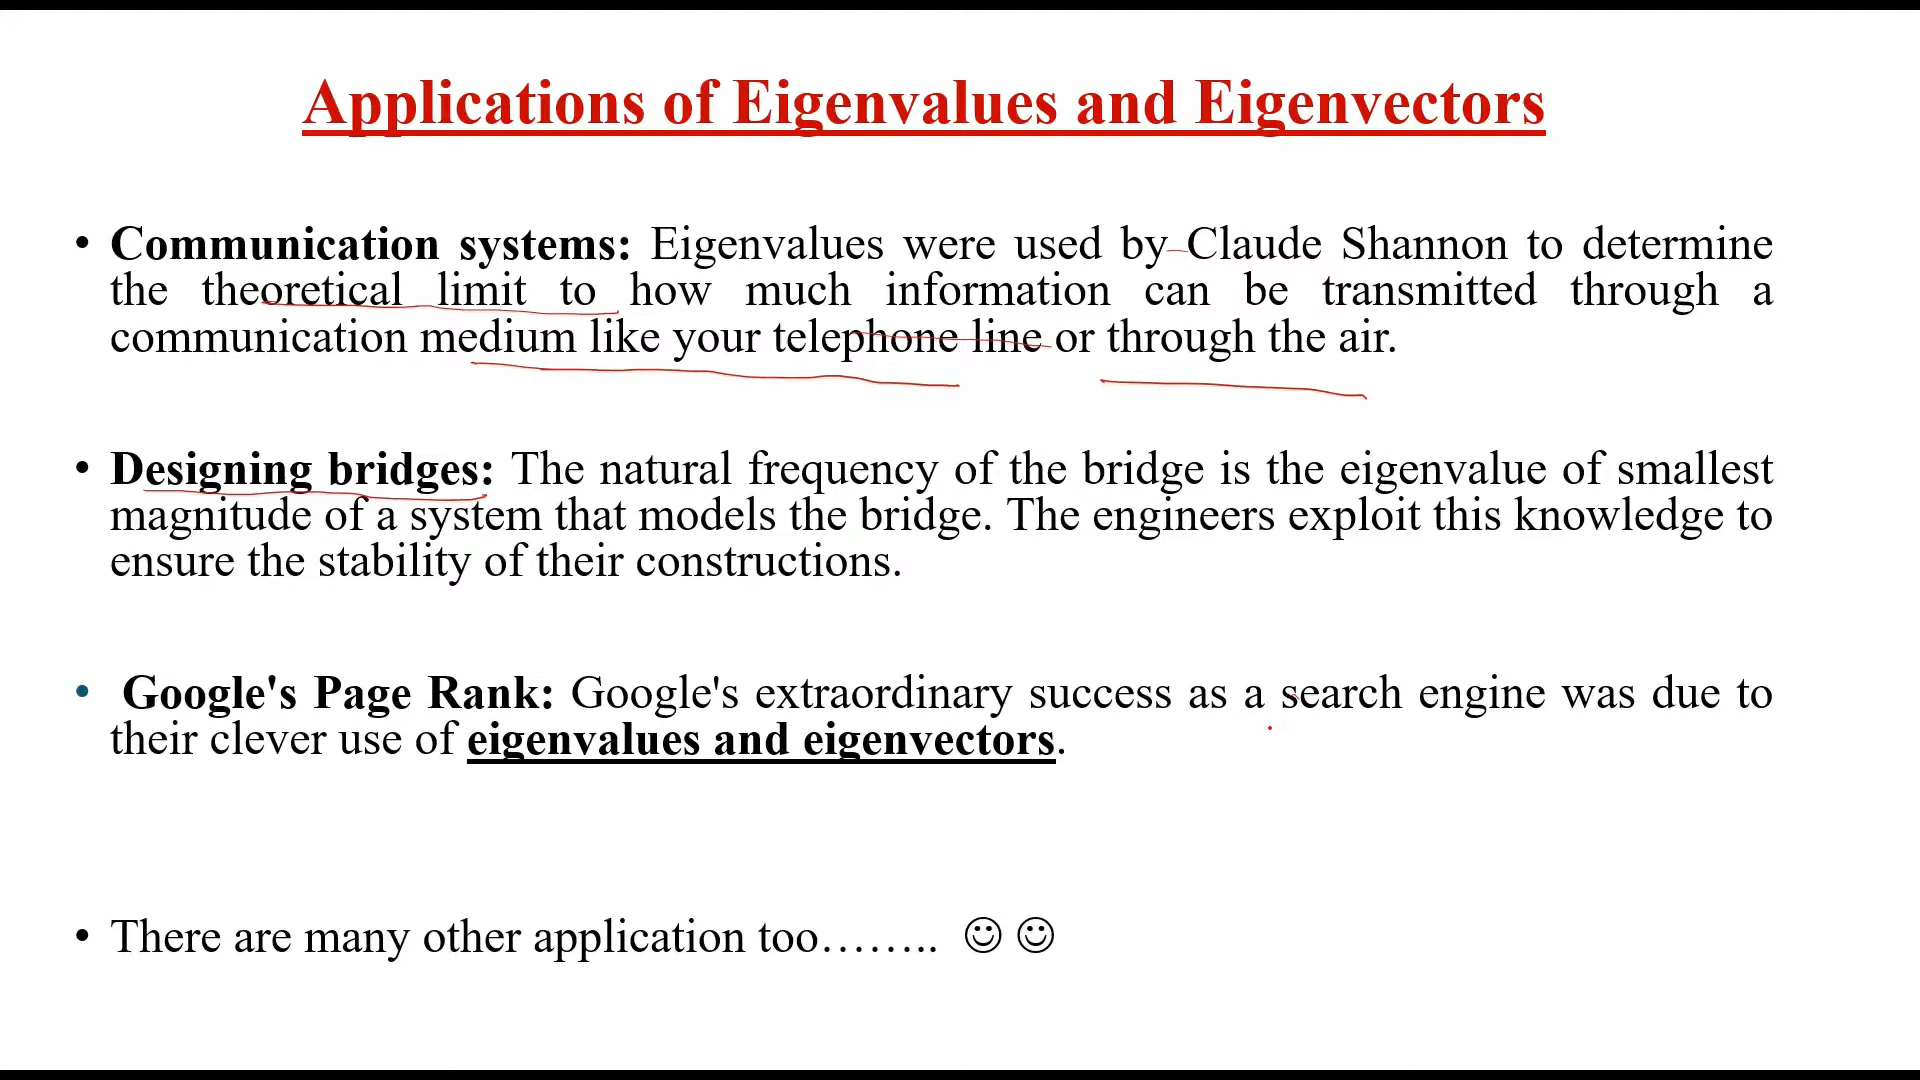 Applications of Eigenvalues and Eigenvectors
• Communication systems: Eigenvalues were used by Claude Shannon to determine
the theoretical limit to how much information can be transmitted through a
communication medium like your telephone line or through the air.
• Designing bridges: The natural frequency of the bridge is the eigenvalue of smallest
magnitude of a system that models the bridge. The engineers exploit this knowledge to
ensure the stability of their constructions.
• Google's Page Rank: Google's extraordinary success as a search engine was due to
their clever use of eigenvalues and eigenvectors.
• There are many other application too…….. ☺ ☺